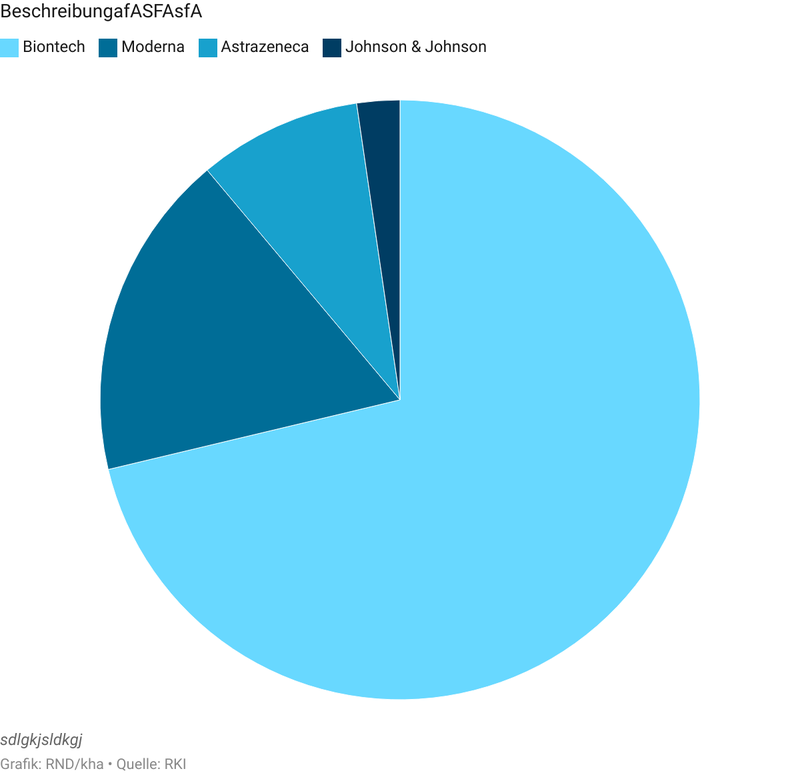 BeschreibungafASFAsfA
Biontech Moderna Astrazeneca Johnson & Johnson
sdlgkjsldkgj
Grafik: RND/kha • Quelle: RKI